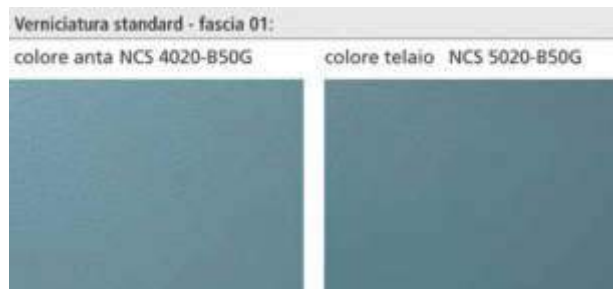 Verniciatura standard - fascia 01:
colore anta NCS 4020-B50G
colore telaio NCS 5020-B50G